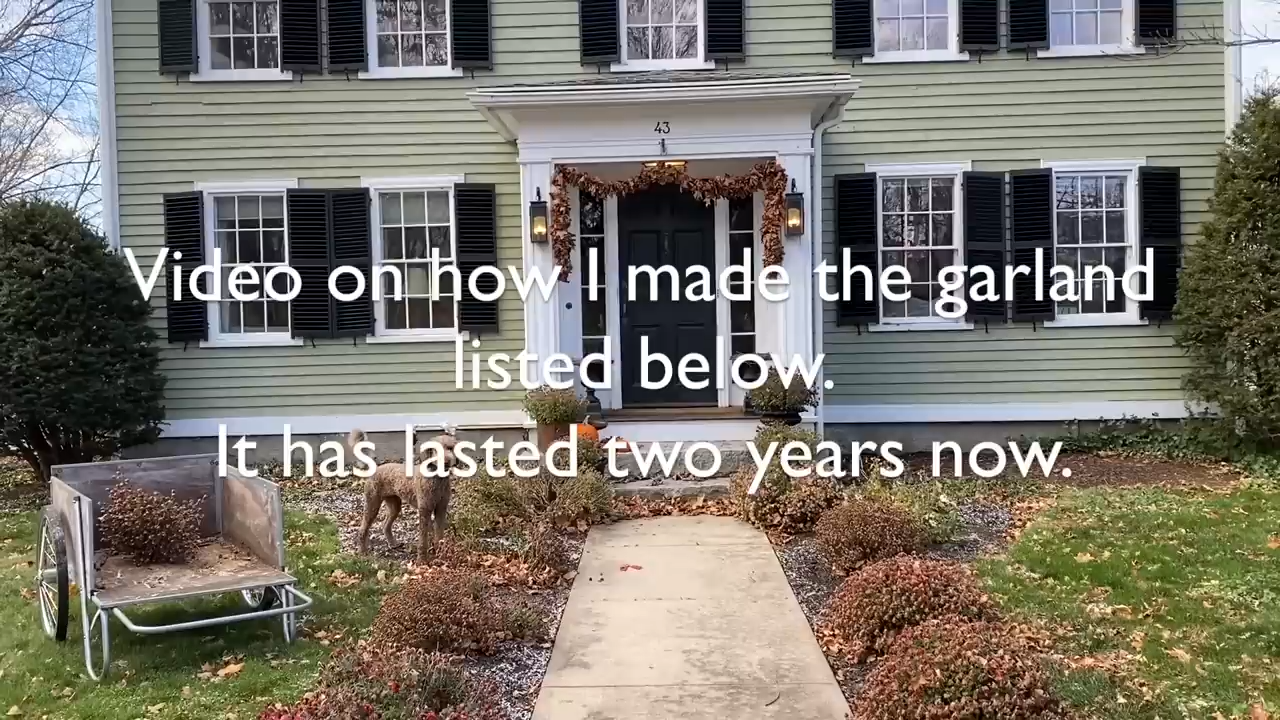 43
Video on how I made the garland
listed below.
It has lasted two years now.